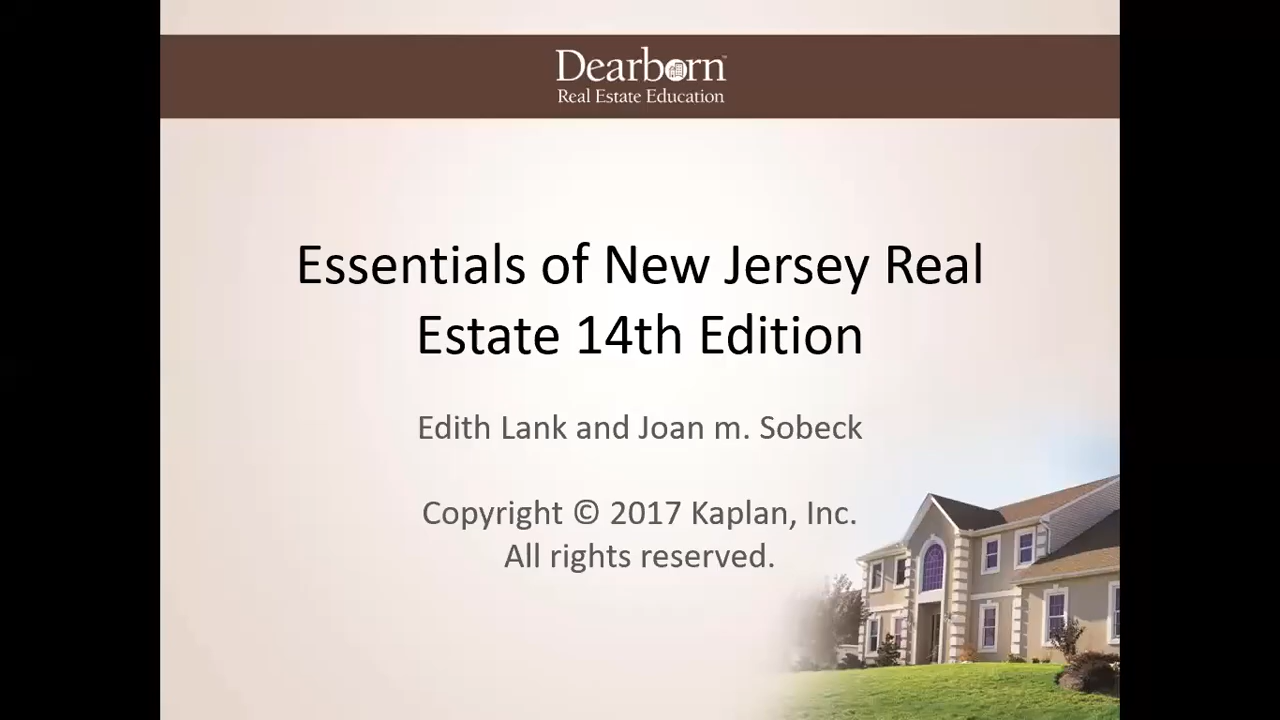 Dearborn™
Real Estate Education
Essentials of New Jersey Real
Estate 14th Edition
Edith Lank and Joan m. Sobeck
Copyright © 2017 Kaplan, Inc.
All rights reserved.